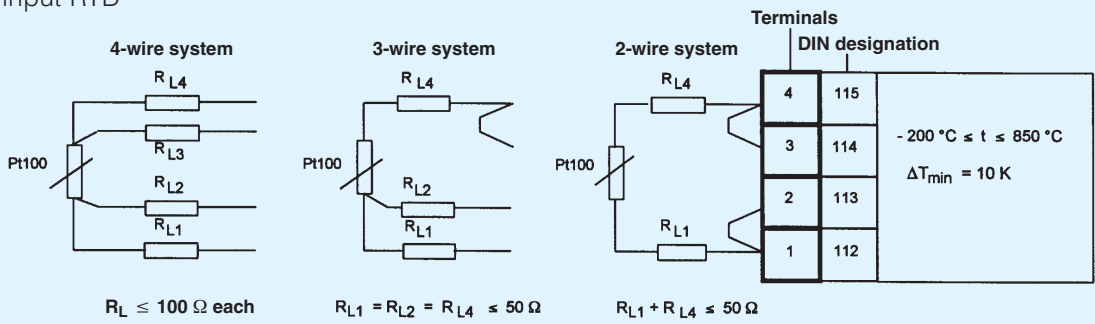 input RTD
Terminals
DIN designation
4-wire system
3-wire system
2-wire system
R L4
R L3
R L2
R L1
Pt100
R L4
R L2
R L1
Pt100
R L4
R L1
Pt100
4 115
3 114
2 113
1 112
- 200 °C ≤ t ≤ 850 °C
ΔTmin = 10 K
RL ≤ 100 Ω each
RL1 = RL2 = RL4 ≤ 50 Ω
RL1 + RL4 ≤ 50 Ω